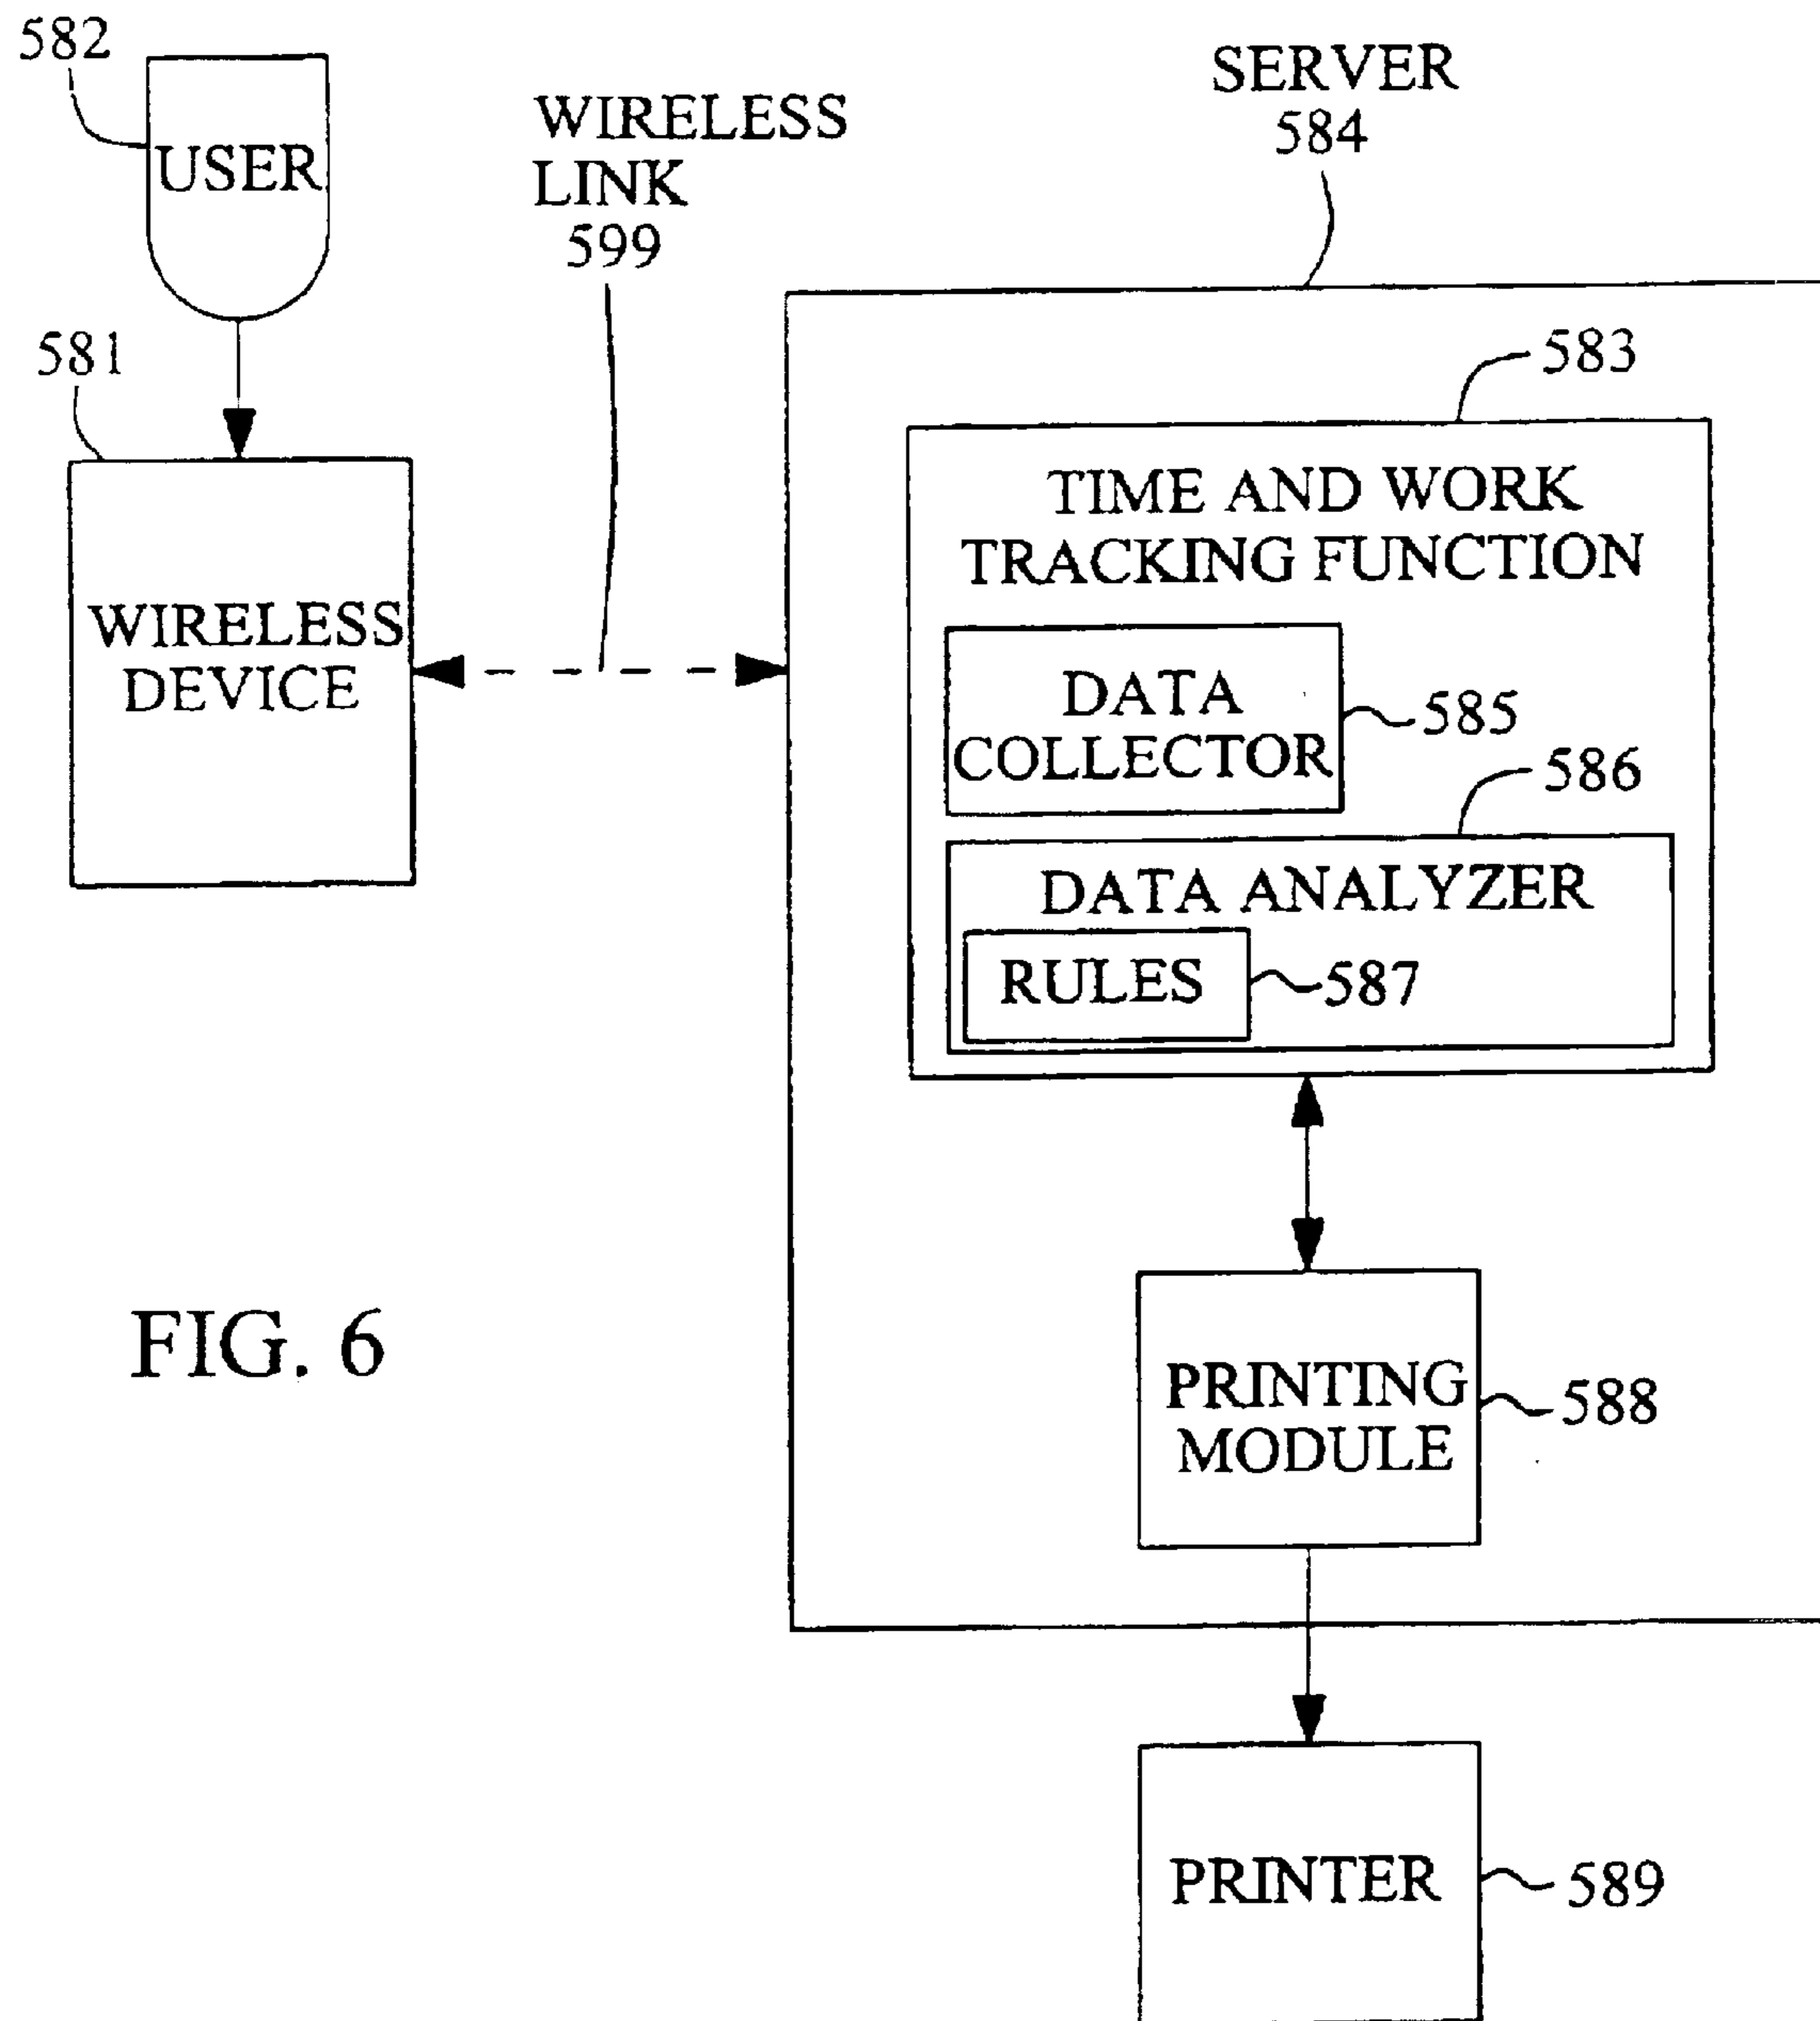 582
USER
WIRELESS
LINK
599
SERVER
584
581
WIRELESS
DEVICE
583
TIME AND WORK
TRACKING FUNCTION
DATA
COLLECTOR
585
586
DATA ANALYZER
RULES
587
FIG. 6
PRINTING
MODULE
588
PRINTER
589